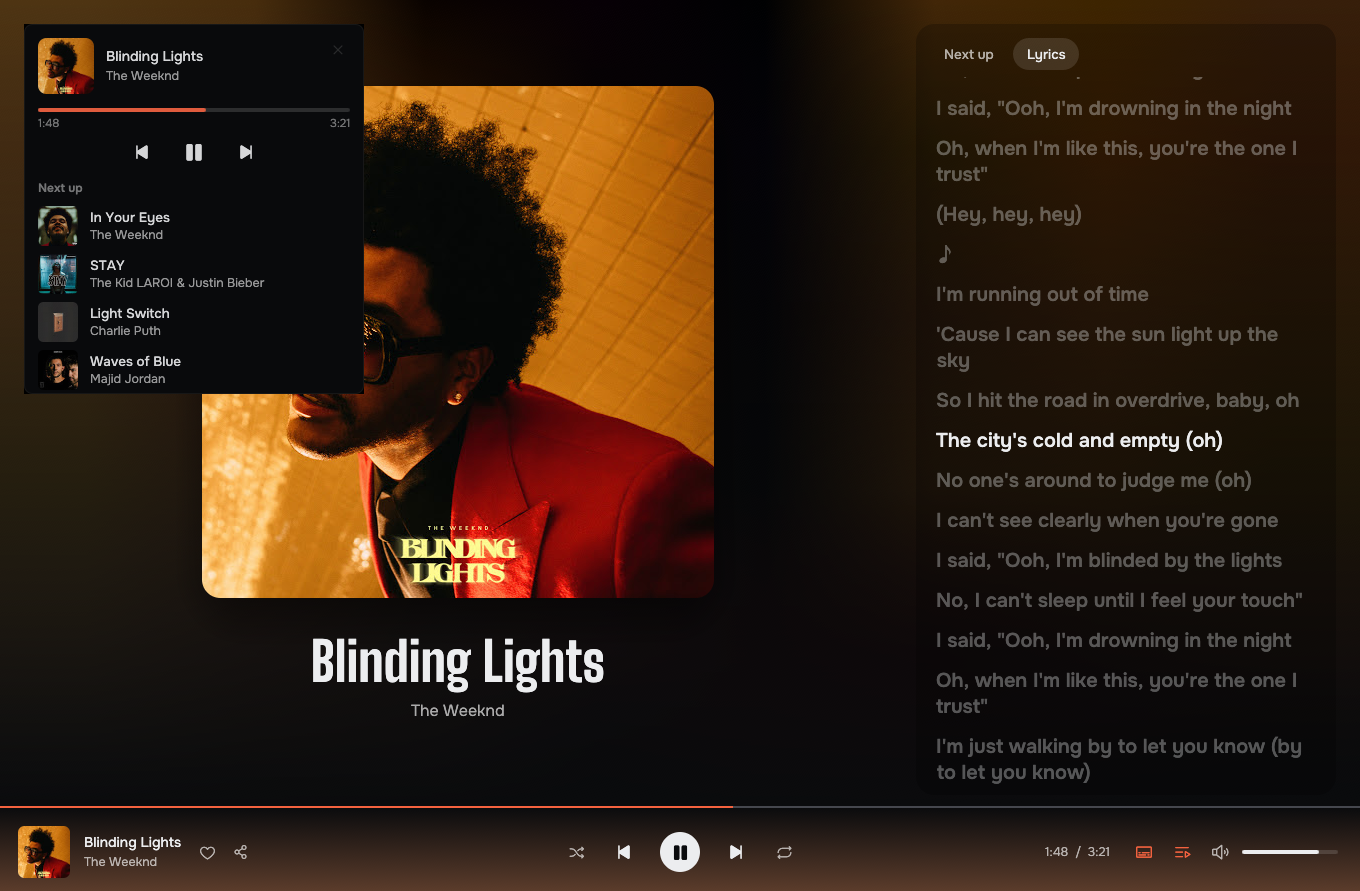 Blinding Lights
The Weeknd
1:48
3:21
Next up
In Your Eyes
The Weeknd
STAY
The Kid LAROI & Justin Bieber
Light Switch
Charlie Puth
Waves of Blue
Majid Jordan
THE WEEKND
BLINDING
LIGHTS
Blinding Lights
The Weeknd
Next up
Lyrics
I said, "Ooh, I'm drowning in the night
Oh, when I'm like this, you're the one I
trust"
(Hey, hey, hey)
♪
I'm running out of time
'Cause I can see the sun light up the
sky
So I hit the road in overdrive, baby, oh
The city's cold and empty (oh)
No one's around to judge me (oh)
I can't see clearly when you're gone
I said, "Ooh, I'm blinded by the lights
No, I can't sleep until I feel your touch"
I said, "Ooh, I'm drowning in the night
Oh, when I'm like this, you're the one I
trust"
I'm just walking by to let you know (by
to let you know)
Blinding Lights
The Weeknd
1:48 / 3:21